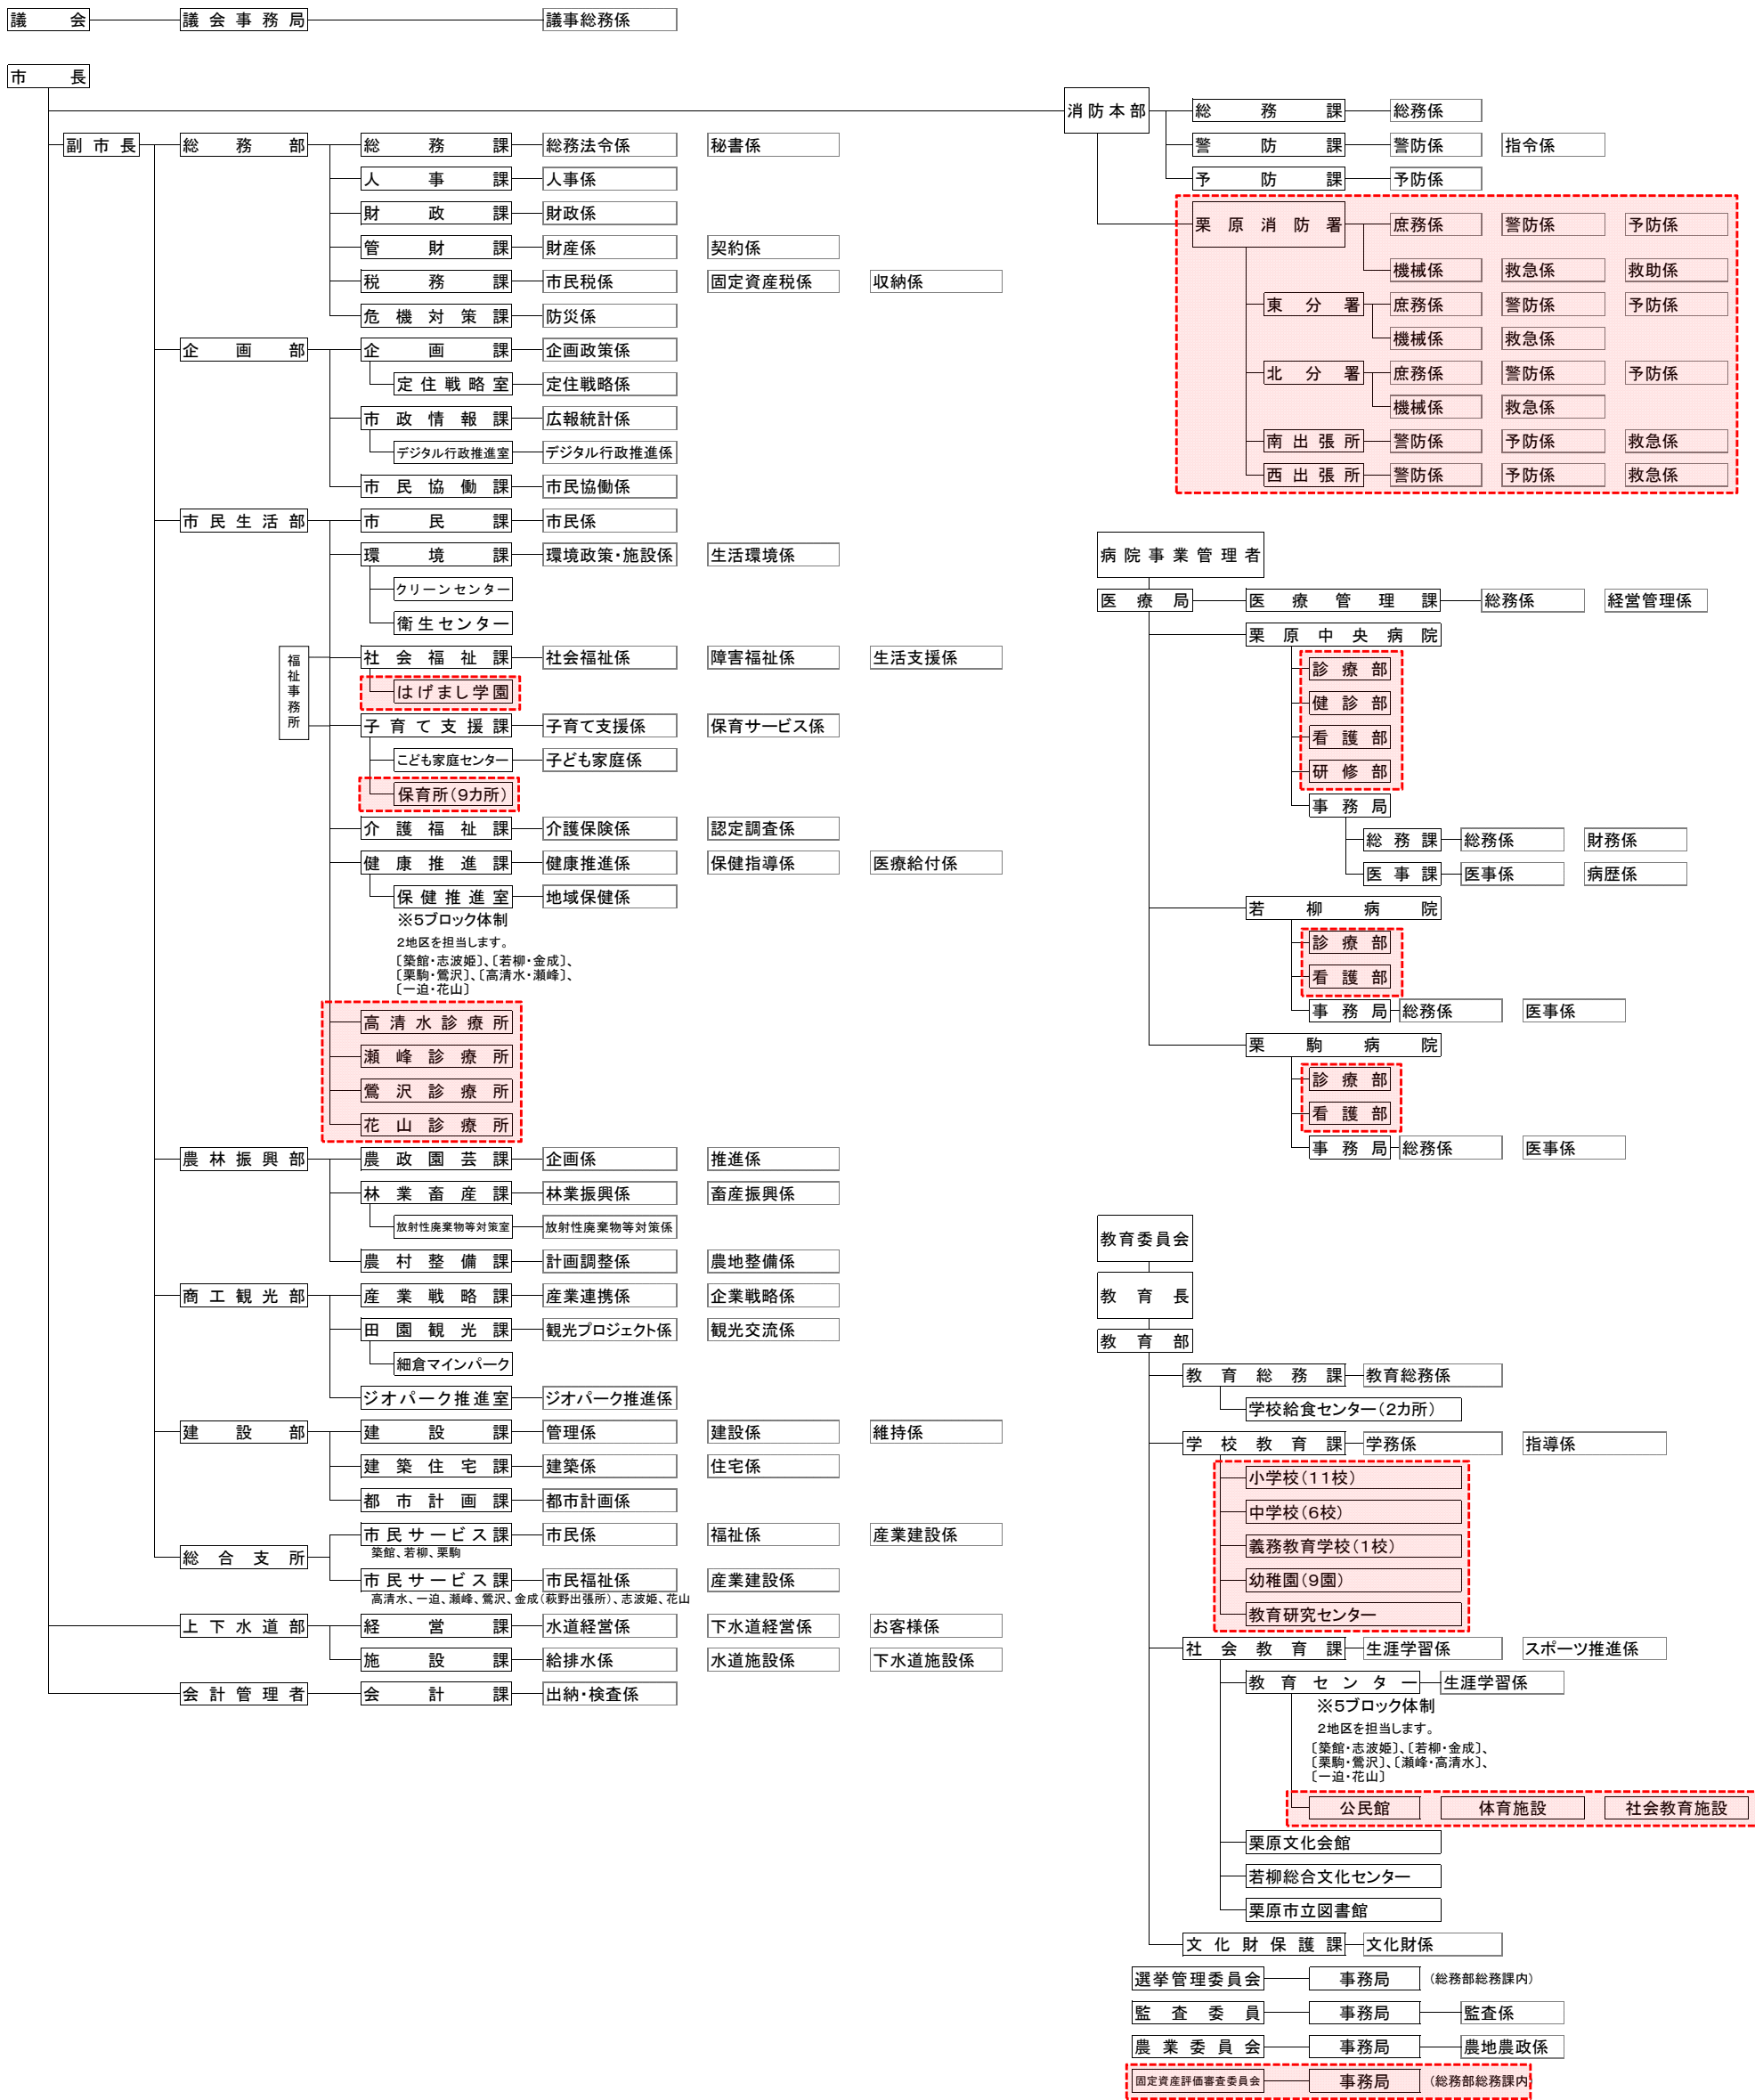 議会 議会事務局 議事総務係
市長
副市長 総務部 総務課 総務法令係 秘書係
人事課 人事係
財政課 財政係
管財課 財産係 契約係
税務課 市民税係 固定資産税係 収納係
危機対策課 防災係
企画部 企画課 企画政策係
定住戦略室 定住戦略係
市政情報課 広報統計係
デジタル行政推進室 デジタル行政推進係
市民協働課 市民協働係
市民生活部 市民課 市民係
環境課 環境政策・施設係 生活環境係
クリーンセンター
衛生センター
福祉事務所
社会福祉課 社会福祉係 障害福祉係 生活支援係
はげまし学園
子育て支援課 子育て支援係 保育サービス係
こども家庭センター 子ども家庭係
保育所(9カ所)
介護福祉課 介護保険係 認定調査係
健康推進課 健康推進係 保健指導係 医療給付係
保健推進室 地域保健係
※5ブロック体制
2地区を担当します。
〔築館・志波姫〕、〔若柳・金成〕、
〔栗駒・鶯沢〕、〔高清水・瀬峰〕、
〔一迫・花山〕
高清水診療所
瀬峰診療所
鶯沢診療所
花山診療所
農林振興部 農政園芸課 企画係 推進係
林業畜産課 林業振興係 畜産振興係
放射性廃棄物等対策室 放射性廃棄物等対策係
農村整備課 計画調整係 農地整備係
商工観光部 産業戦略課 産業連携係 企業戦略係
田園観光課 観光プロジェクト係 観光交流係
細倉マインパーク
ジオパーク推進室 ジオパーク推進係
建設部 建設課 管理係 建設係 維持係
建築住宅課 建築係 住宅係
都市計画課 都市計画係
総合支所 市民サービス課 市民係 福祉係 産業建設係
築館、若柳、栗駒
市民サービス課 市民福祉係 産業建設係
高清水、一迫、瀬峰、鶯沢、金成(萩野出張所)、志波姫、花山
上下水道部 経営課 水道経営係 下水道経営係 お客様係
施設課 給排水係 水道施設係 下水道施設係
会計管理者 会計課 出納・検査係
消防本部 総務課 総務係
警防課 警防係 指令係
予防課 予防係
栗原消防署 庶務係 警防係 予防係
機械係 救急係 救助係
東分署 庶務係 警防係 予防係
機械係 救急係
北分署 庶務係 警防係 予防係
機械係 救急係
南出張所 警防係 予防係 救急係
西出張所 警防係 予防係 救急係
病院事業管理者
医療局 医療管理課 総務係 経営管理係
栗原中央病院
診療部
健診部
看護部
研修部
事務局
総務課 総務係 財務係
医事課 医事係 病歴係
若柳病院
診療部
看護部
事務局 総務係 医事係
栗駒病院
診療部
看護部
事務局 総務係 医事係
教育委員会
教育長
教育部
教育総務課 教育総務係
学校給食センター(2カ所)
学校教育課 学務係 指導係
小学校(11校)
中学校(6校)
義務教育学校(1校)
幼稚園(9園)
教育研究センター
社会教育課 生涯学習係 スポーツ推進係
教育センター 生涯学習係
※5ブロック体制
2地区を担当します。
〔築館・志波姫〕、〔若柳・金成〕、
〔栗駒・鶯沢〕、〔瀬峰・高清水〕、
〔一迫・花山〕
公民館 体育施設 社会教育施設
栗原文化会館
若柳総合文化センター
栗原市立図書館
文化財保護課 文化財係
選挙管理委員会 事務局 (総務部総務課内)
監査委員 事務局 監査係
農業委員会 事務局 農地農政係
固定資産評価審査委員会 事務局 (総務部総務課内)